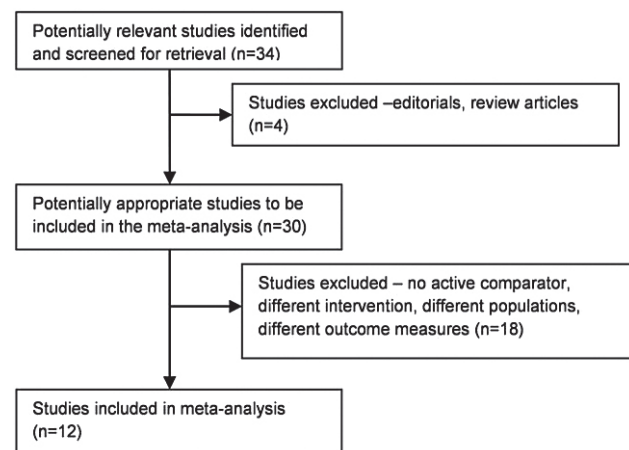 Potentially relevant studies identified
and screened for retrieval (n=34)
Studies excluded –editorials, review articles
(n=4)
Potentially appropriate studies to be
included in the meta-analysis (n=30)
Studies excluded – no active comparator,
different intervention, different populations,
different outcome measures (n=18)
Studies included in meta-analysis
(n=12)